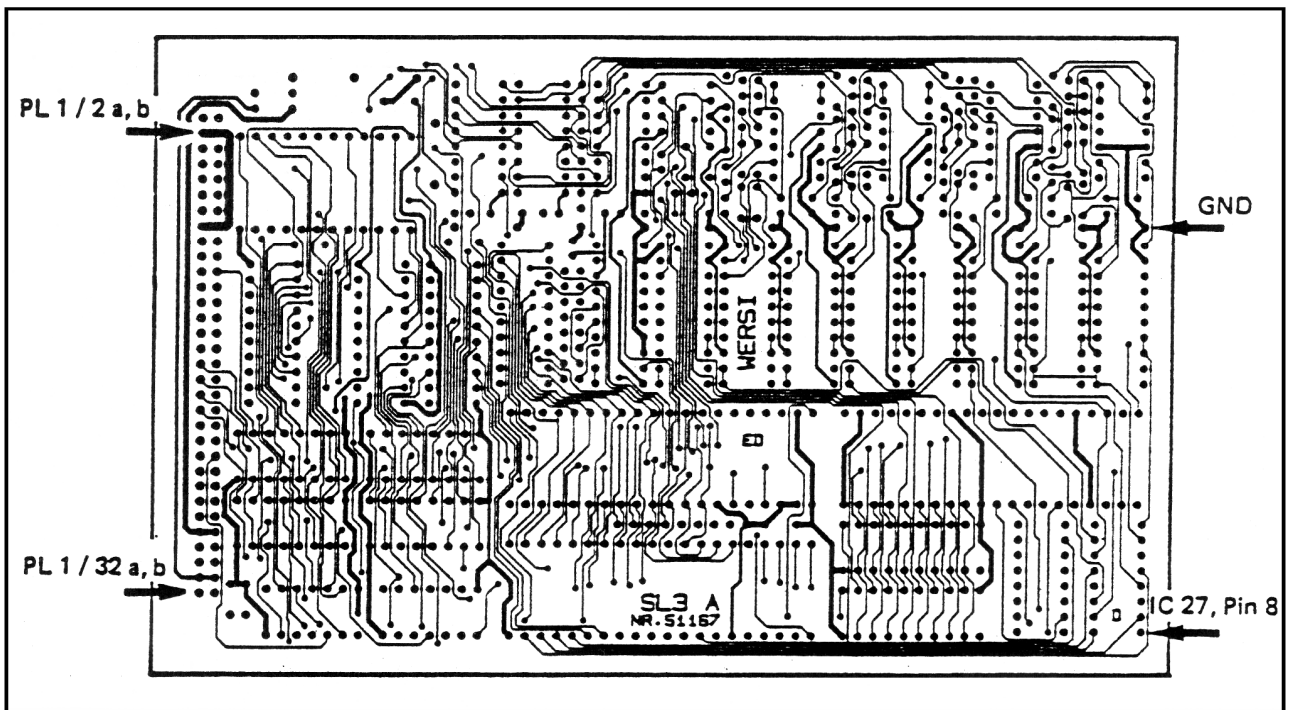 PL 1 / 2 a, b
GND
WERSI
ED
PL 1 / 32 a, b
SL3 A
NR.51167
D
IC 27, Pin 8